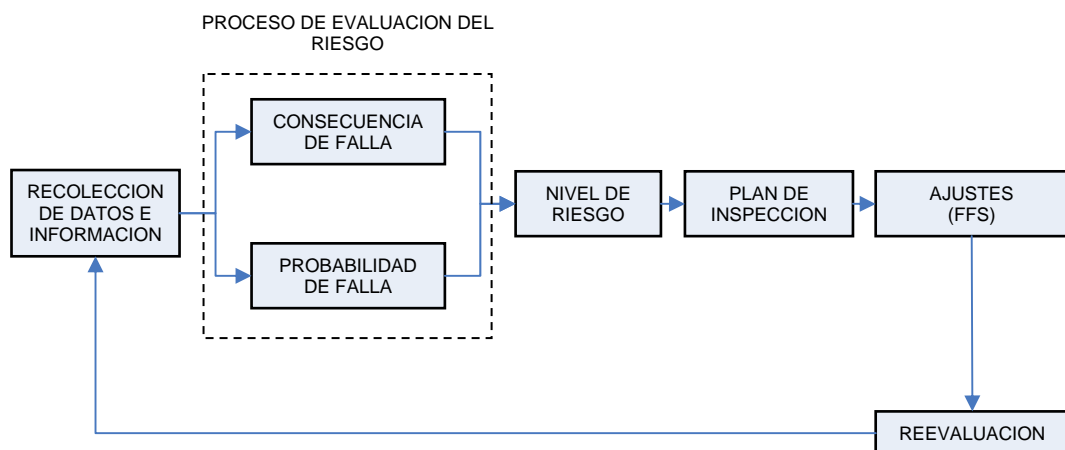 PROCESO DE EVALUACION DEL
RIESGO
CONSECUENCIA
DE FALLA
RECOLECCION
DE DATOS E
INFORMACION
PROBABILIDAD
DE FALLA
NIVEL DE
RIESGO
PLAN DE
INSPECCION
AJUSTES
(FFS)
REEVALUACION